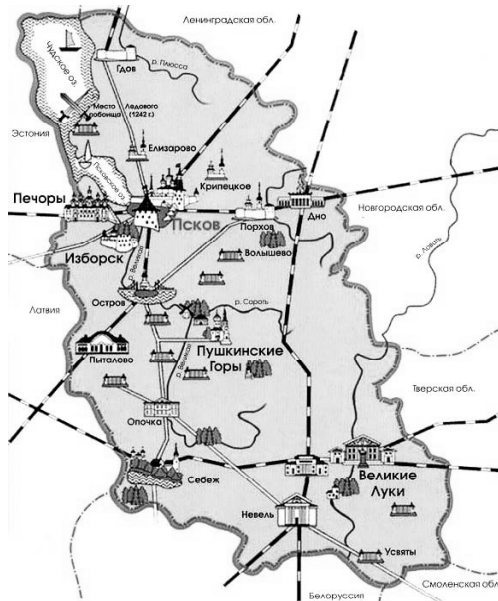 Ленинградская обл.
Чудское оз.
Гдов
р. Плюсса
Место Ледового
побоища (1242 г.)
Эстония
Елизарово
Псковское оз.
Крипецкое
Печоры
Псков
Порхов
Дно
Новгородская обл.
Изборск
Волышево
р. Ловать
р. Великая
Остров
р. Сороть
Латвия
Пыталово
Пушкинские
Горы
р. Великая
Тверская обл.
Опочка
Себеж
Великие
Луки
Невель
Усвяты
Смоленская обл.
Белоруссия